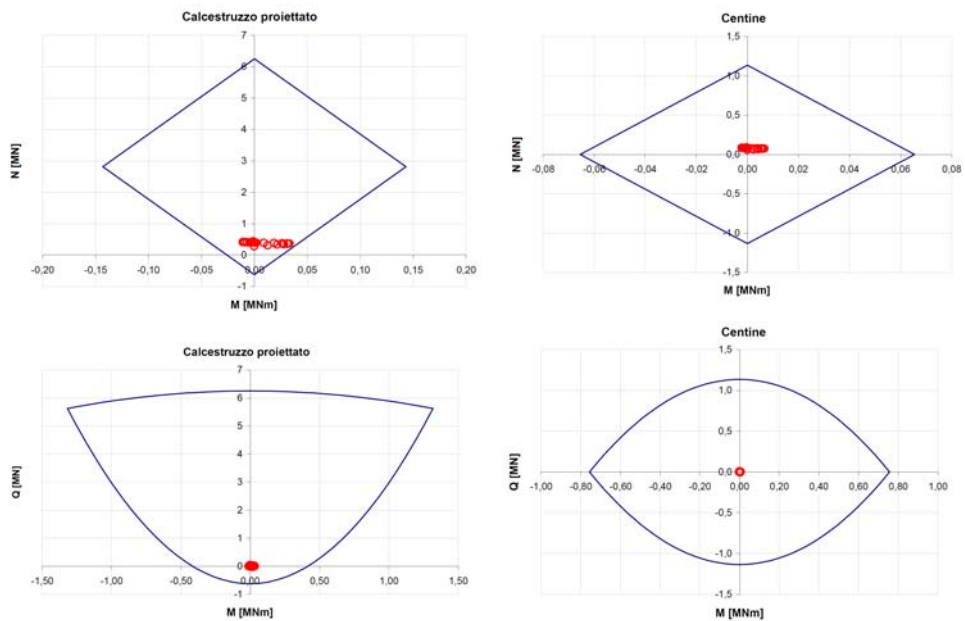 Calcestruzzo proiettato
7
6
5
4
3
2
1
0
-1
-0,20 -0,15 -0,10 -0,05 0,00 0,05 0,10 0,15 0,20
N [MN]
M [MNm]
Centine
1,5
1,0
0,5
0,0
-0,5
-1,0
-1,5
-0,08 -0,06 -0,04 -0,02 0,00 0,02 0,04 0,06 0,08
N [MN]
M [MNm]
Calcestruzzo proiettato
7
6
5
4
3
2
1
0
-1
-1,50 -1,00 -0,50 0,00 0,50 1,00 1,50
Q [MN]
M [MNm]
Centine
1,5
1,0
0,5
0,0
-0,5
-1,0
-1,5
-1,00 -0,80 -0,60 -0,40 -0,20 0,00 0,20 0,40 0,60 0,80 1,00
Q [MN]
M [MNm]